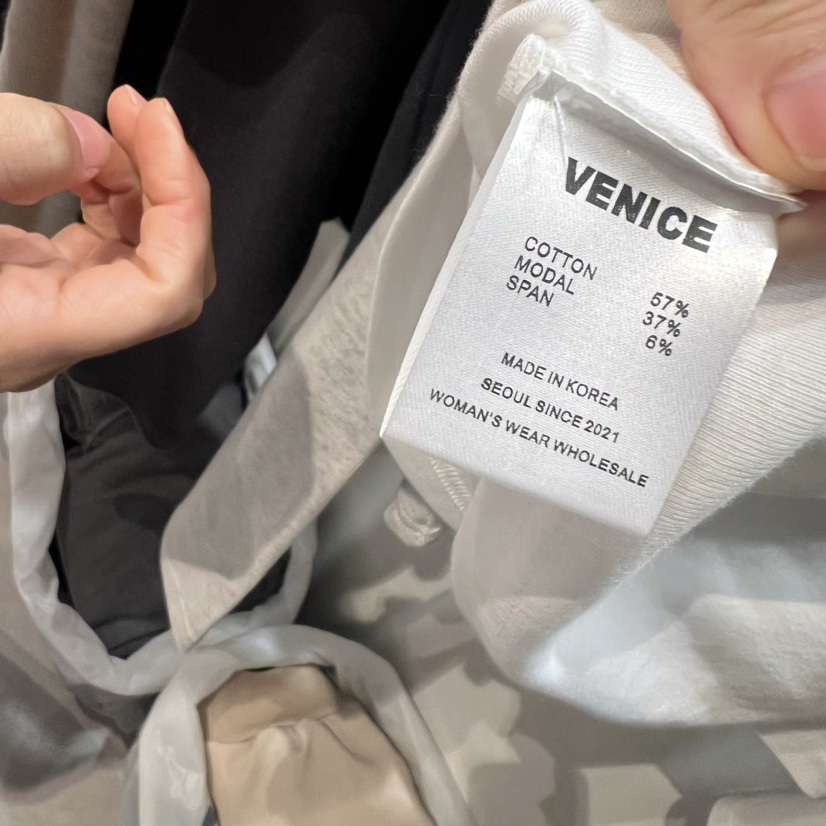 VENICE
COTTON 57%
MODAL 37%
SPAN 6%
MADE IN KOREA
SEOUL SINCE 2021
WOMAN'S WEAR WHOLESALE